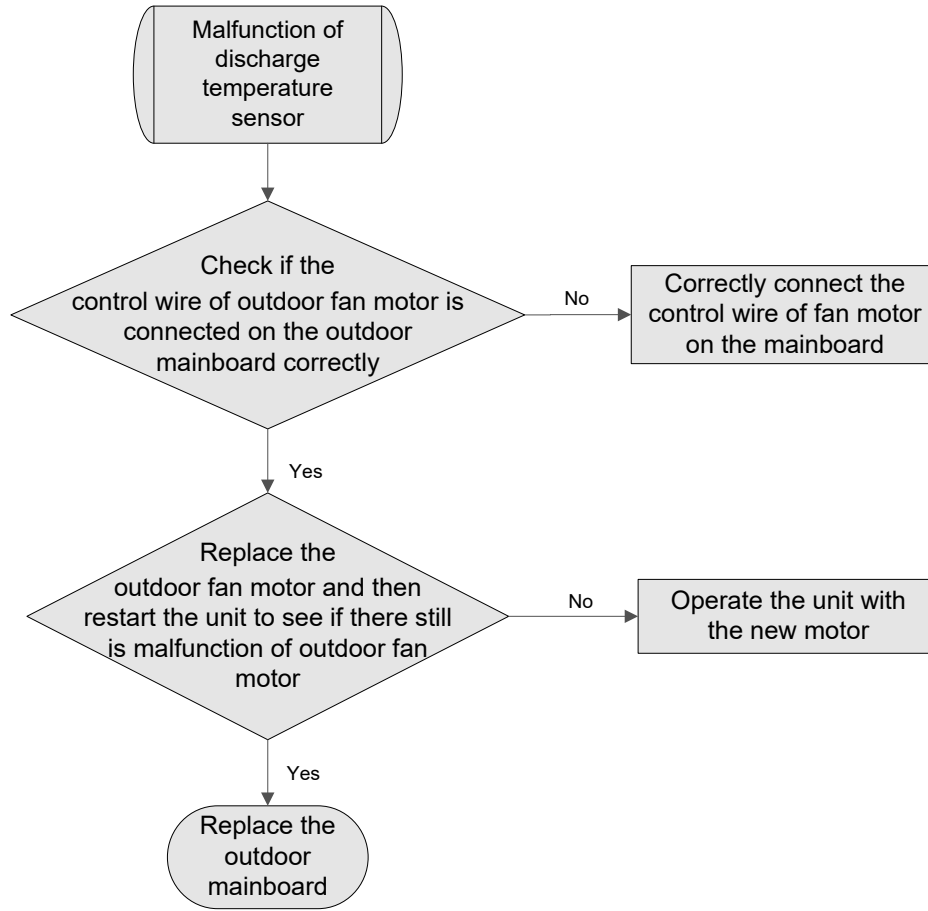 Malfunction of
discharge
temperature
sensor
Check if the
control wire of outdoor fan motor is
connected on the outdoor
mainboard correctly
No
Correctly connect the
control wire of fan motor
on the mainboard
Yes
Replace the
outdoor fan motor and then
restart the unit to see if there still
is malfunction of outdoor fan
motor
No
Operate the unit with
the new motor
Yes
Replace the
outdoor
mainboard